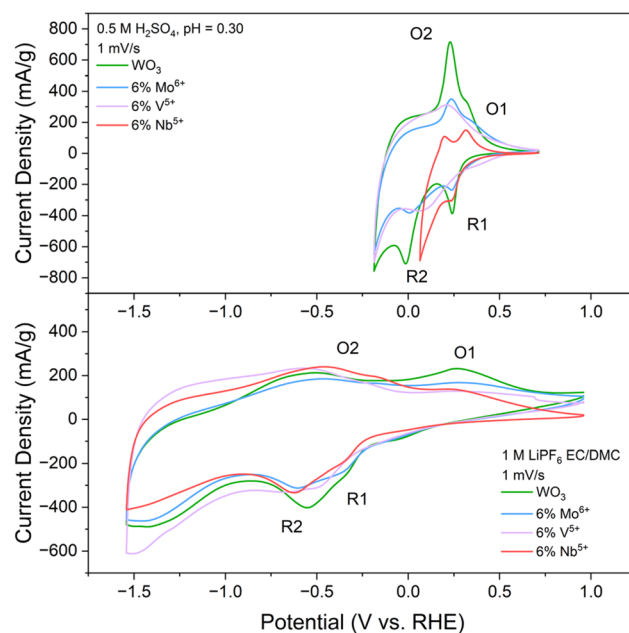 0.5 M H₂SO₄, pH = 0.30
1 mV/s
WO₃
6% Mo⁶⁺
6% V⁵⁺
6% Nb⁵⁺
O2
O1
R1
R2
800
600
400
200
0
200
400
600
800
Current Density (mA/g)
−1.5
−1.0
−0.5
0.0
0.5
1.0
O2
O1
R1
R2
1 M LiPF₆ EC/DMC
1 mV/s
WO₃
6% Mo⁶⁺
6% V⁵⁺
6% Nb⁵⁺
400
200
0
−200
−400
−600
Current Density (mA/g)
−1.5
−1.0
−0.5
0.0
0.5
1.0
Potential (V vs. RHE)